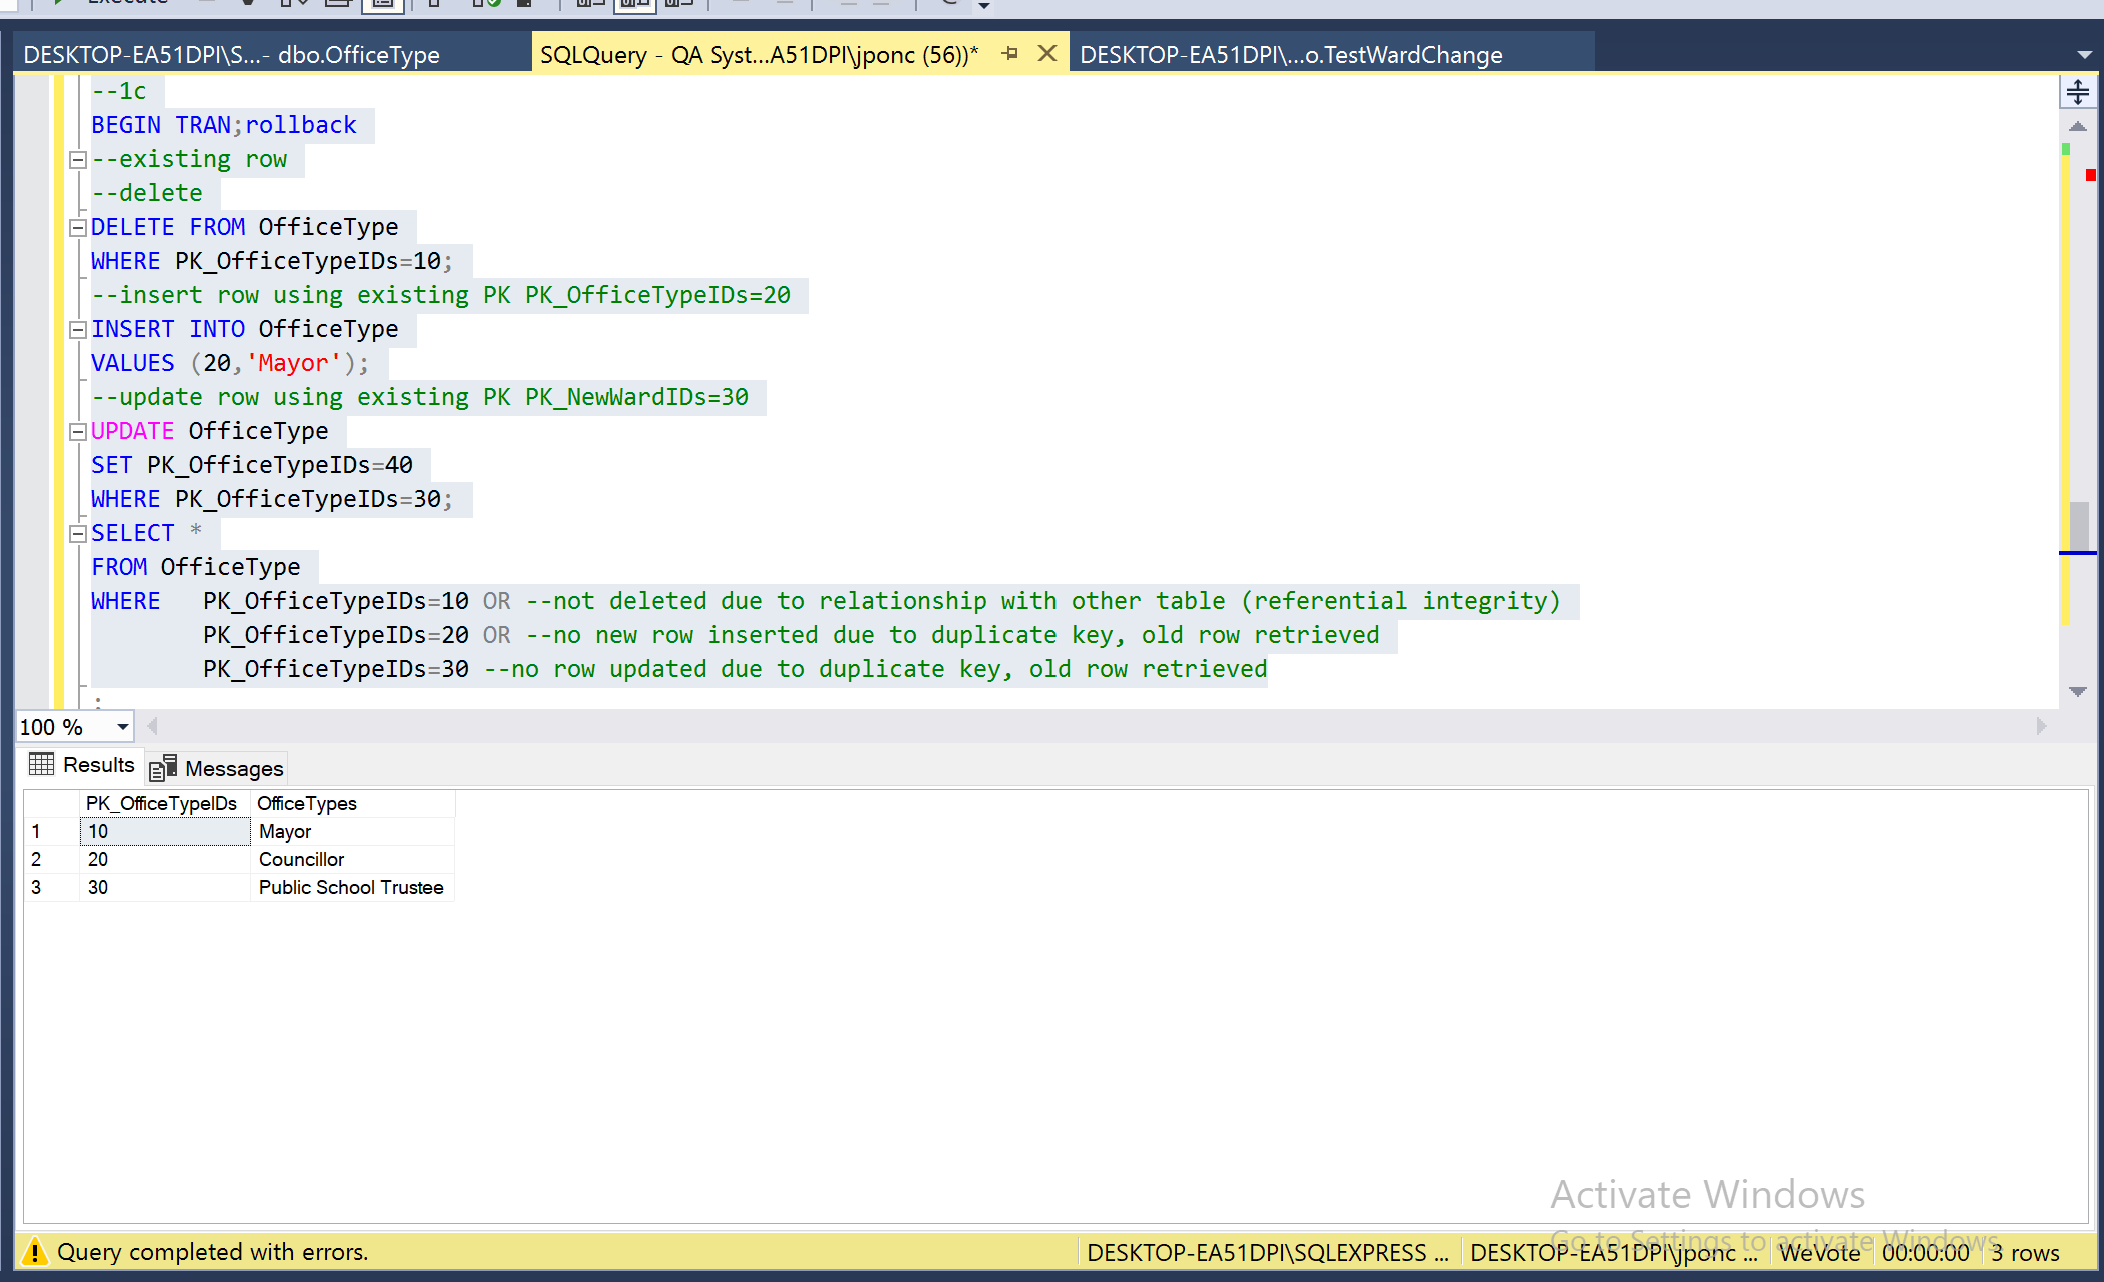 Execute
DESKTOP-EA51DPI\S...- dbo.OfficeType
SQLQuery - QA Syst...A51DPI\jponc (56))*
DESKTOP-EA51DPI\...o.TestWardChange
--1c
BEGIN TRAN;rollback
--existing row
--delete
DELETE FROM OfficeType
WHERE PK_OfficeTypeIDs=10;
--insert row using existing PK PK_OfficeTypeIDs=20
INSERT INTO OfficeType
VALUES (20,'Mayor');
--update row using existing PK PK_NewWardIDs=30
UPDATE OfficeType
SET PK_OfficeTypeIDs=40
WHERE PK_OfficeTypeIDs=30;
SELECT *
FROM OfficeType
WHERE   PK_OfficeTypeIDs=10 OR --not deleted due to relationship with other table (referential integrity)
PK_OfficeTypeIDs=20 OR --no new row inserted due to duplicate key, old row retrieved
PK_OfficeTypeIDs=30 --no row updated due to duplicate key, old row retrieved
;
100 %
Results Messages
PK_OfficeTypeIDs OfficeTypes
1 10 Mayor
2 20 Councillor
3 30 Public School Trustee
Activate Windows
Go to Settings to activate Windows.
Query completed with errors.
DESKTOP-EA51DPI\SQLEXPRESS ...
DESKTOP-EA51DPI\jponc ...
WeVote
00:00:00
3 rows